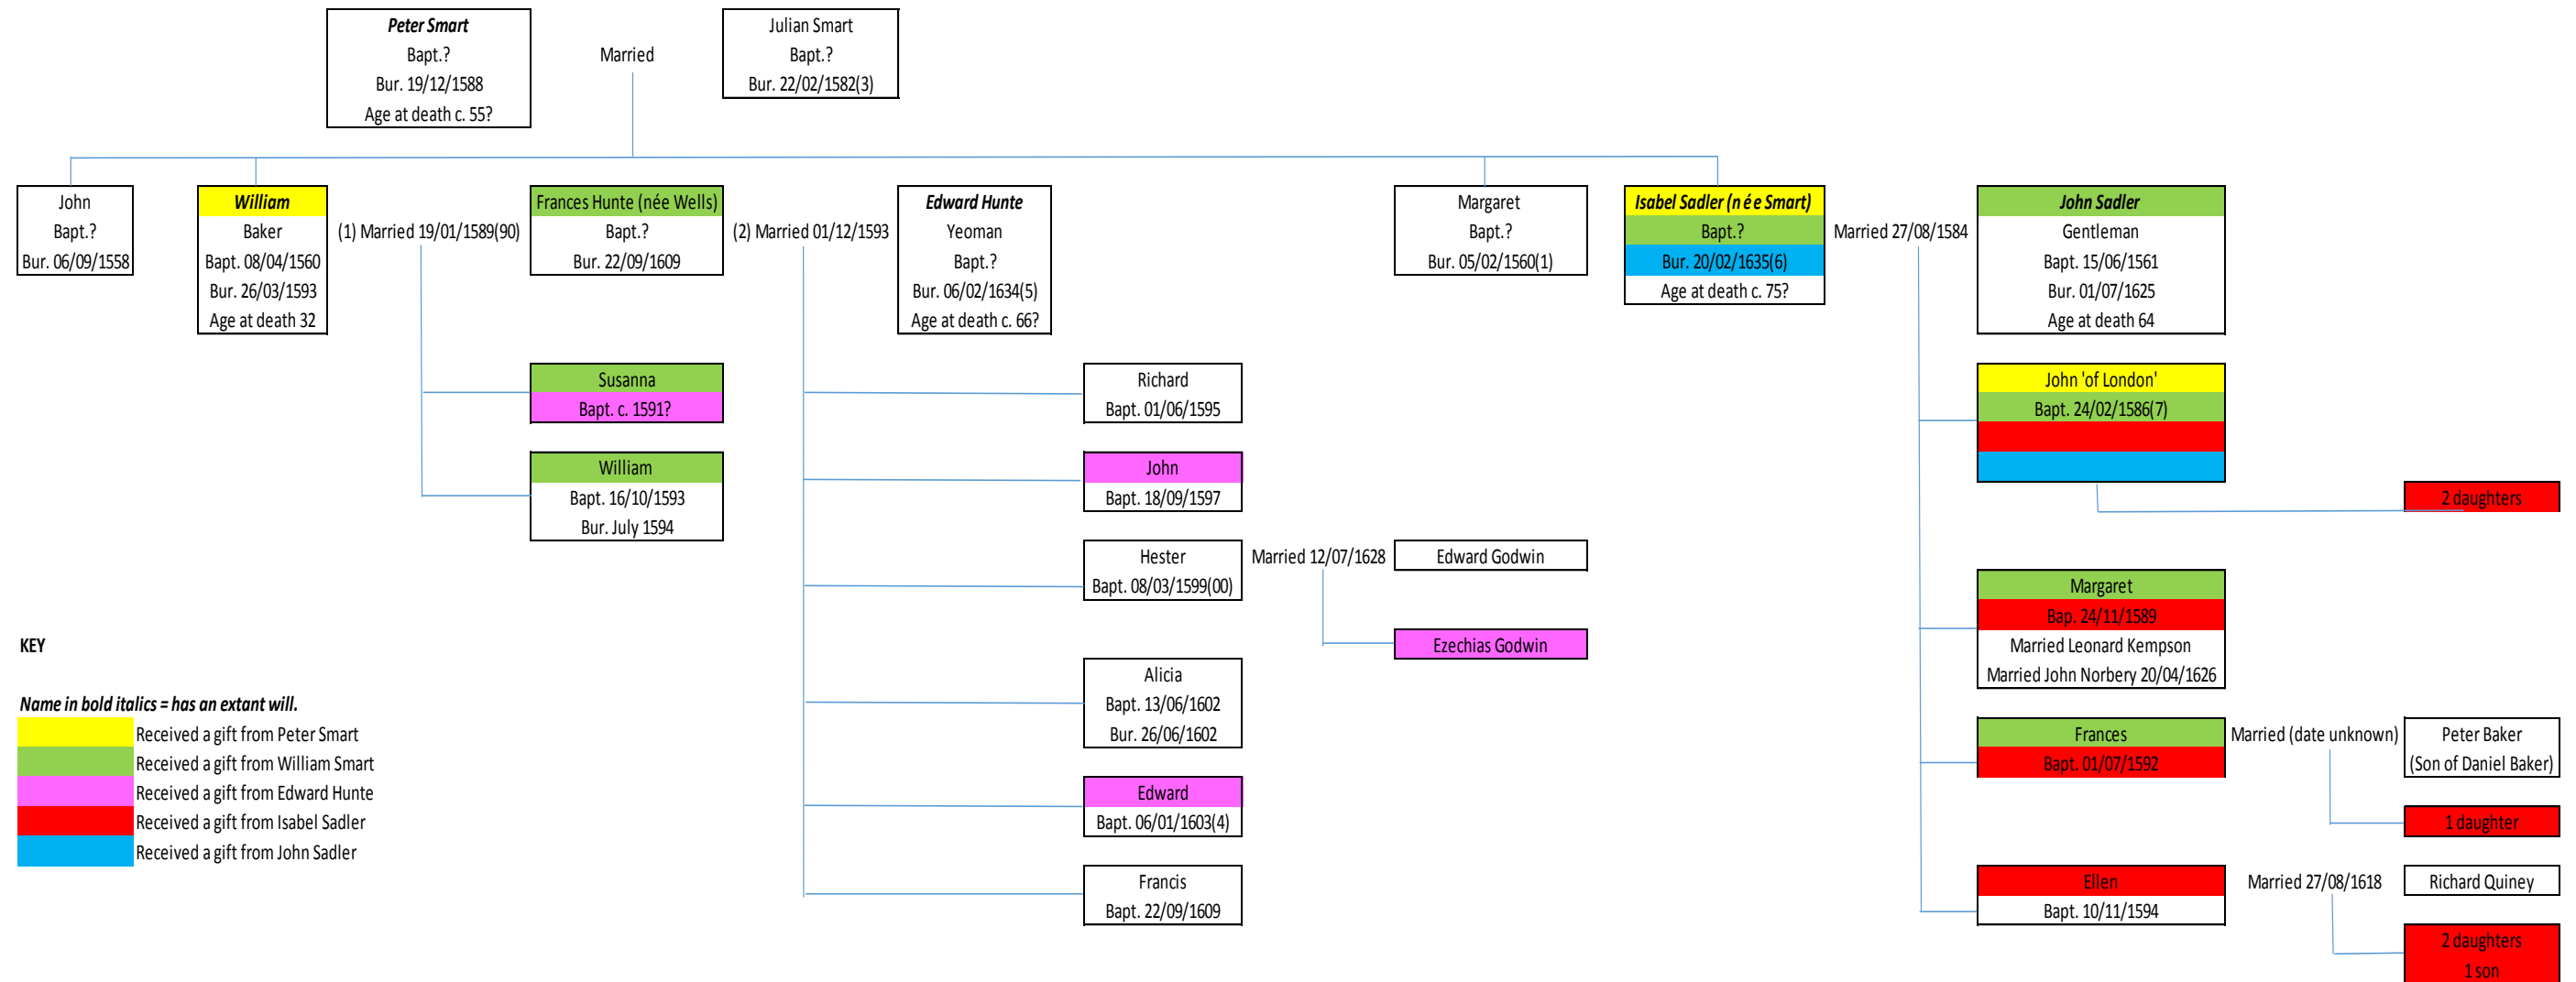 Peter Smart
Bapt.?
Bur. 19/12/1588
Age at death c. 55?
Married
Julian Smart
Bapt.?
Bur. 22/02/1582(3)
John
Bapt.?
Bur. 06/09/1558
William
Baker
Bapt. 08/04/1560
Bur. 26/03/1593
Age at death 32
(1) Married 19/01/1589(90)
Frances Hunte (née Wells)
Bapt.?
Bur. 22/09/1609
(2) Married 01/12/1593
Edward Hunte
Yeoman
Bapt.?
Bur. 06/02/1634(5)
Age at death c. 66?
Margaret
Bapt.?
Bur. 05/02/1560(1)
Isabel Sadler (née Smart)
Bapt.?
Bur. 20/02/1635(6)
Age at death c. 75?
Married 27/08/1584
John Sadler
Gentleman
Bapt. 15/06/1561
Bur. 01/07/1625
Age at death 64
Susanna
Bapt. c. 1591?
William
Bapt. 16/10/1593
Bur. July 1594
Richard
Bapt. 01/06/1595
John
Bapt. 18/09/1597
Hester
Bapt. 08/03/1599(00)
Married 12/07/1628
Edward Godwin
Ezechias Godwin
Alicia
Bapt. 13/06/1602
Bur. 26/06/1602
Edward
Bapt. 06/01/1603(4)
Francis
Bapt. 22/09/1609
John 'of London'
Bapt. 24/02/1586(7)
2 daughters
Margaret
Bap. 24/11/1589
Married Leonard Kempson
Married John Norbery 20/04/1626
Frances
Bapt. 01/07/1592
Married (date unknown)
Peter Baker
(Son of Daniel Baker)
1 daughter
Ellen
Bapt. 10/11/1594
Married 27/08/1618
Richard Quiney
2 daughters
1 son
KEY
Name in bold italics = has an extant will.
Received a gift from Peter Smart
Received a gift from William Smart
Received a gift from Edward Hunte
Received a gift from Isabel Sadler
Received a gift from John Sadler